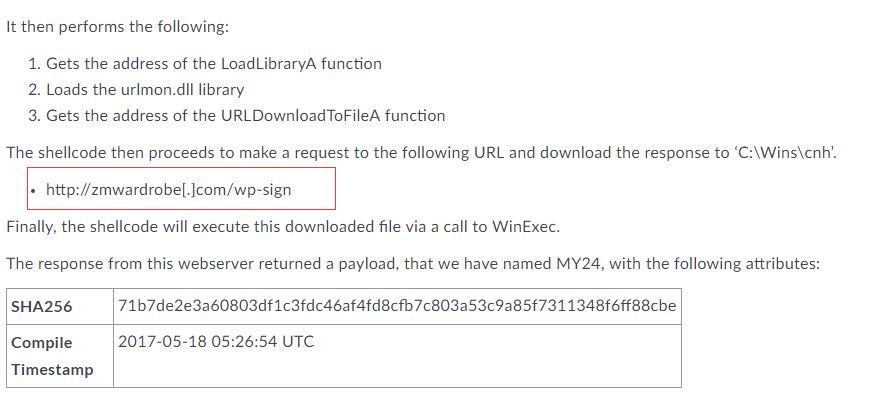 It then performs the following:
1. Gets the address of the LoadLibraryA function
2. Loads the urlmon.dll library
3. Gets the address of the URLDownloadToFileA function
The shellcode then proceeds to make a request to the following URL and download the response to ‘C:\Wins\cnh’.
• http://zmwardrobe[.]com/wp-sign
Finally, the shellcode will execute this downloaded file via a call to WinExec.
The response from this webserver returned a payload, that we have named MY24, with the following attributes:
SHA256 71b7de2e3a60803df1c3fdc46af4fd8cfb7c803a53c9a85f7311348f6ff88cbe
Compile 2017-05-18 05:26:54 UTC
Timestamp